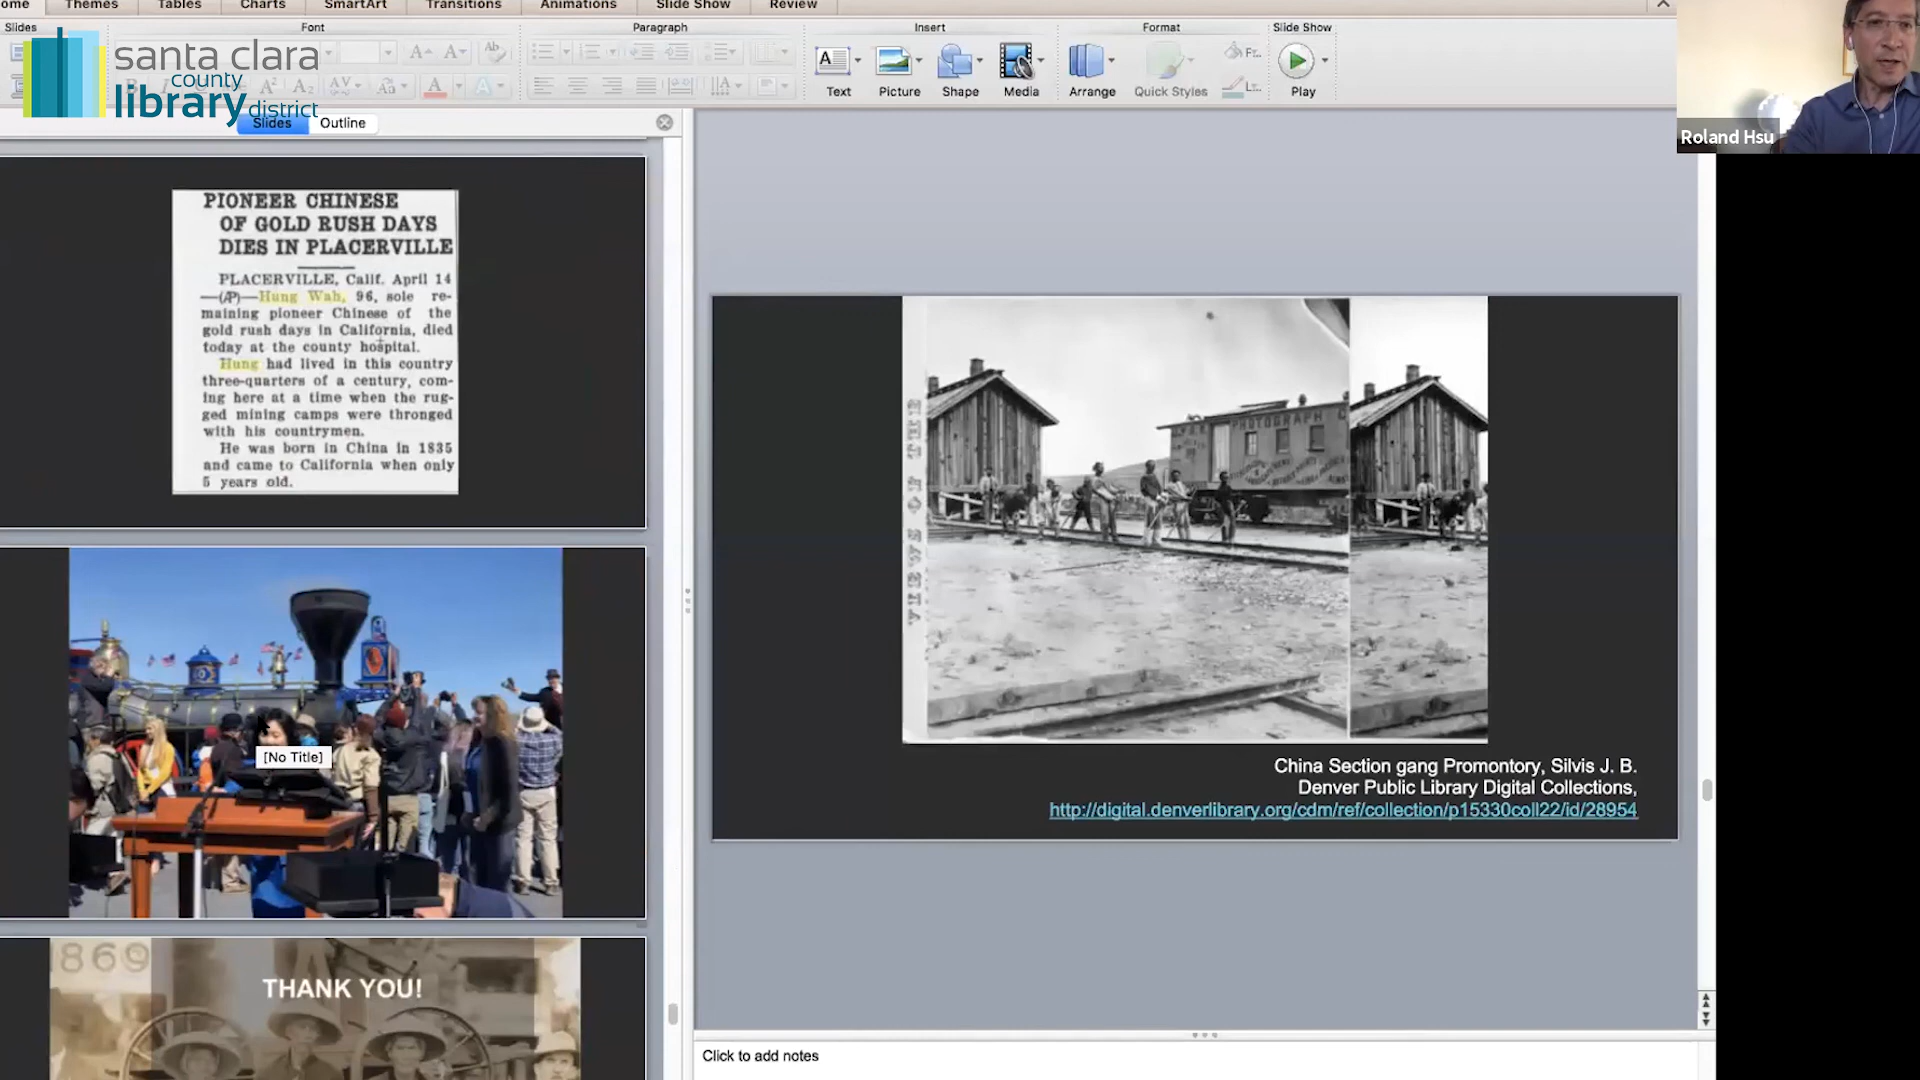 ome Themes Tables Charts SmartArt Transitions Animations Slide Show Review
Slides Font Paragraph Insert Format Slide Show
santa clara
county
library district
Text Picture Shape Media Arrange Quick Styles Play
Slides Outline
Roland Hsu
PIONEER CHINESE
OF GOLD RUSH DAYS
DIES IN PLACERVILLE
PLACERVILLE, Calif. April 14
—(AP)—Hung Wah, 96, sole re-
maining pioneer Chinese of the
gold rush days in California, died
today at the county hospital.
Hung had lived in this country
three-quarters of a century, com-
ing here at a time when the rug-
ged mining camps were thronged
with his countrymen.
He was born in China in 1835
and came to California when only
5 years old.
[No Title]
1869
THANK YOU!
VIEWS OF THE
PHOTOGRAPH
China Section gang Promontory, Silvis J. B.
Denver Public Library Digital Collections,
http://digital.denverlibrary.org/cdm/ref/collection/p15330coll22/id/28954
Click to add notes